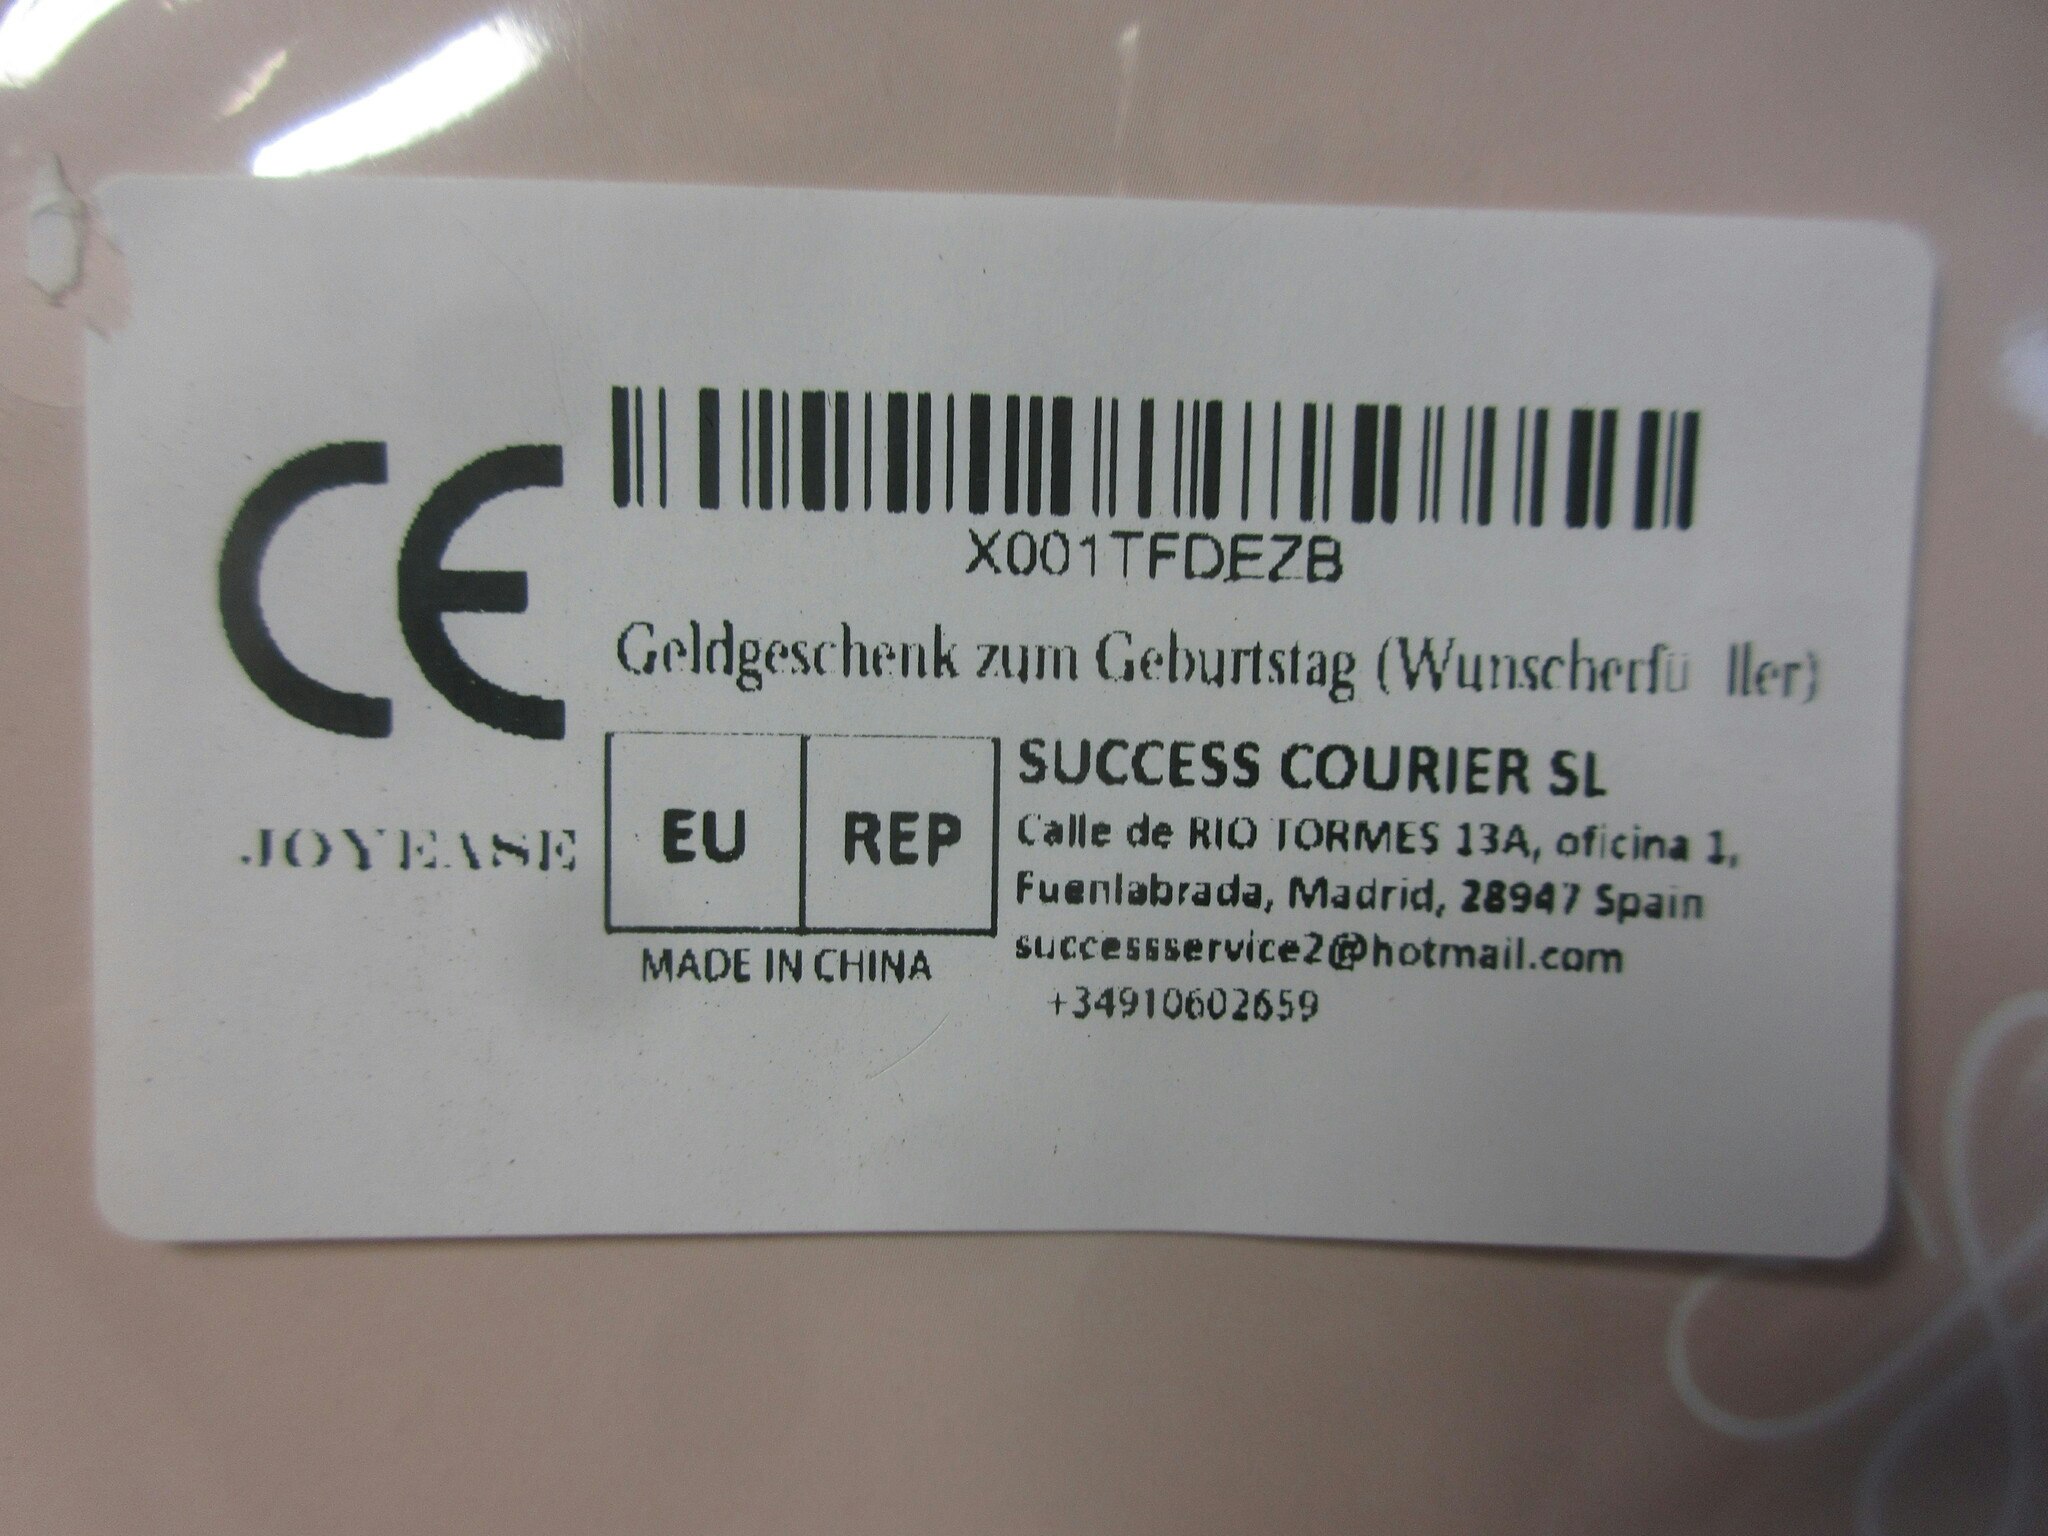 CE
X001TFDEZB
Geldgeschenk zum Geburtstag (Wunscherfü ller)
JOYEASE
EU REP
MADE IN CHINA
SUCCESS COURIER SL
Calle de RIO TORMES 13A, oficina 1,
Fuenlabrada, Madrid, 28947 Spain
successservice2@hotmail.com
+34910602659